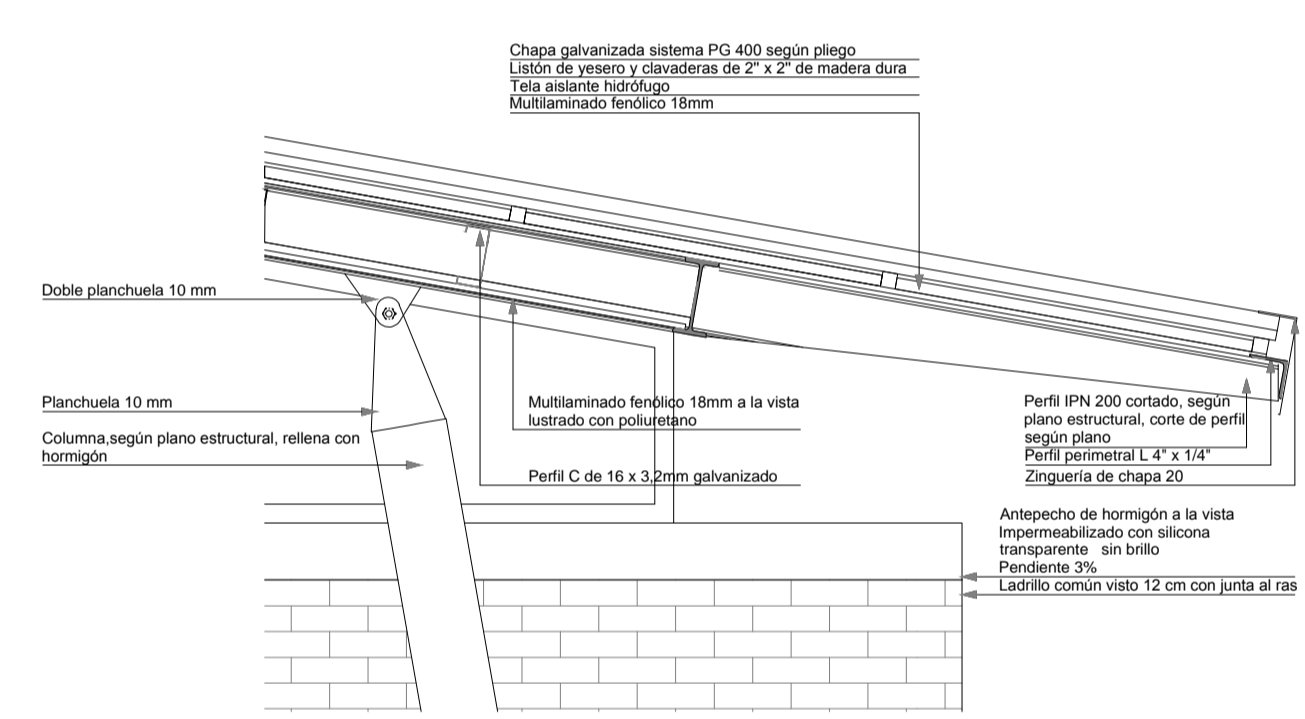 Chapa galvanizada sistema PG 400 según pliego
Listón de yesero y clavaderas de 2" x 2" de madera dura
Tela aislante hidrófugo
Multilaminado fenólico 18mm
Doble planchuela 10 mm
Planchuela 10 mm
Columna,según plano estructural, rellena con
hormigón
Multilaminado fenólico 18mm a la vista
lustrado con poliuretano
Perfil C de 16 x 3,2mm galvanizado
Perfil IPN 200 cortado, según
plano estructural, corte de perfil
según plano
Perfil perimetral L 4" x 1/4"
Zinguería de chapa 20
Antepecho de hormigón a la vista
Impermeabilizado con silicona
transparente   sin brillo
Pendiente 3%
Ladrillo común visto 12 cm con junta al ras